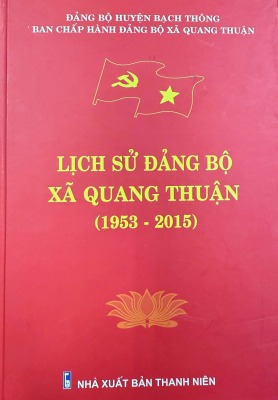 ĐẢNG BỘ HUYỆN BẠCH THÔNG
BAN CHẤP HÀNH ĐẢNG BỘ XÃ QUANG THUẬN
LỊCH SỬ ĐẢNG BỘ
XÃ QUANG THUẬN
(1953 - 2015)
NHÀ XUẤT BẢN THANH NIÊN